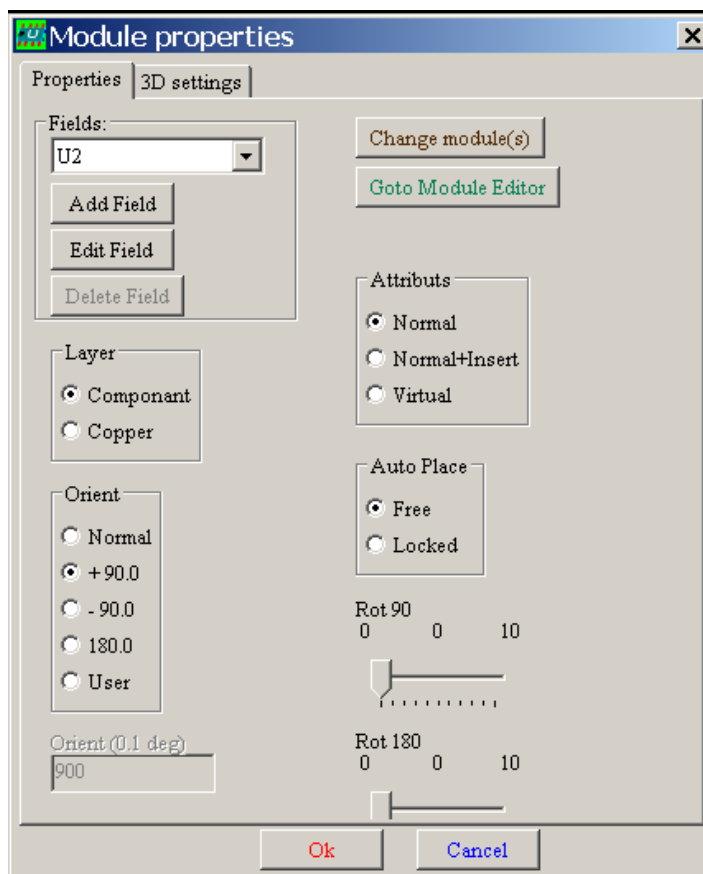 Module properties
Properties
3D settings
Fields:
U2
Add Field
Edit Field
Delete Field
Layer
Componant
Copper
Orient
Normal
+ 90.0
- 90.0
180.0
User
Orient (0.1 deg)
900
Change module(s)
Goto Module Editor
Attributs
Normal
Normal+Insert
Virtual
Auto Place
Free
Locked
Rot 90
0 0 10
Rot 180
0 0 10
Ok
Cancel